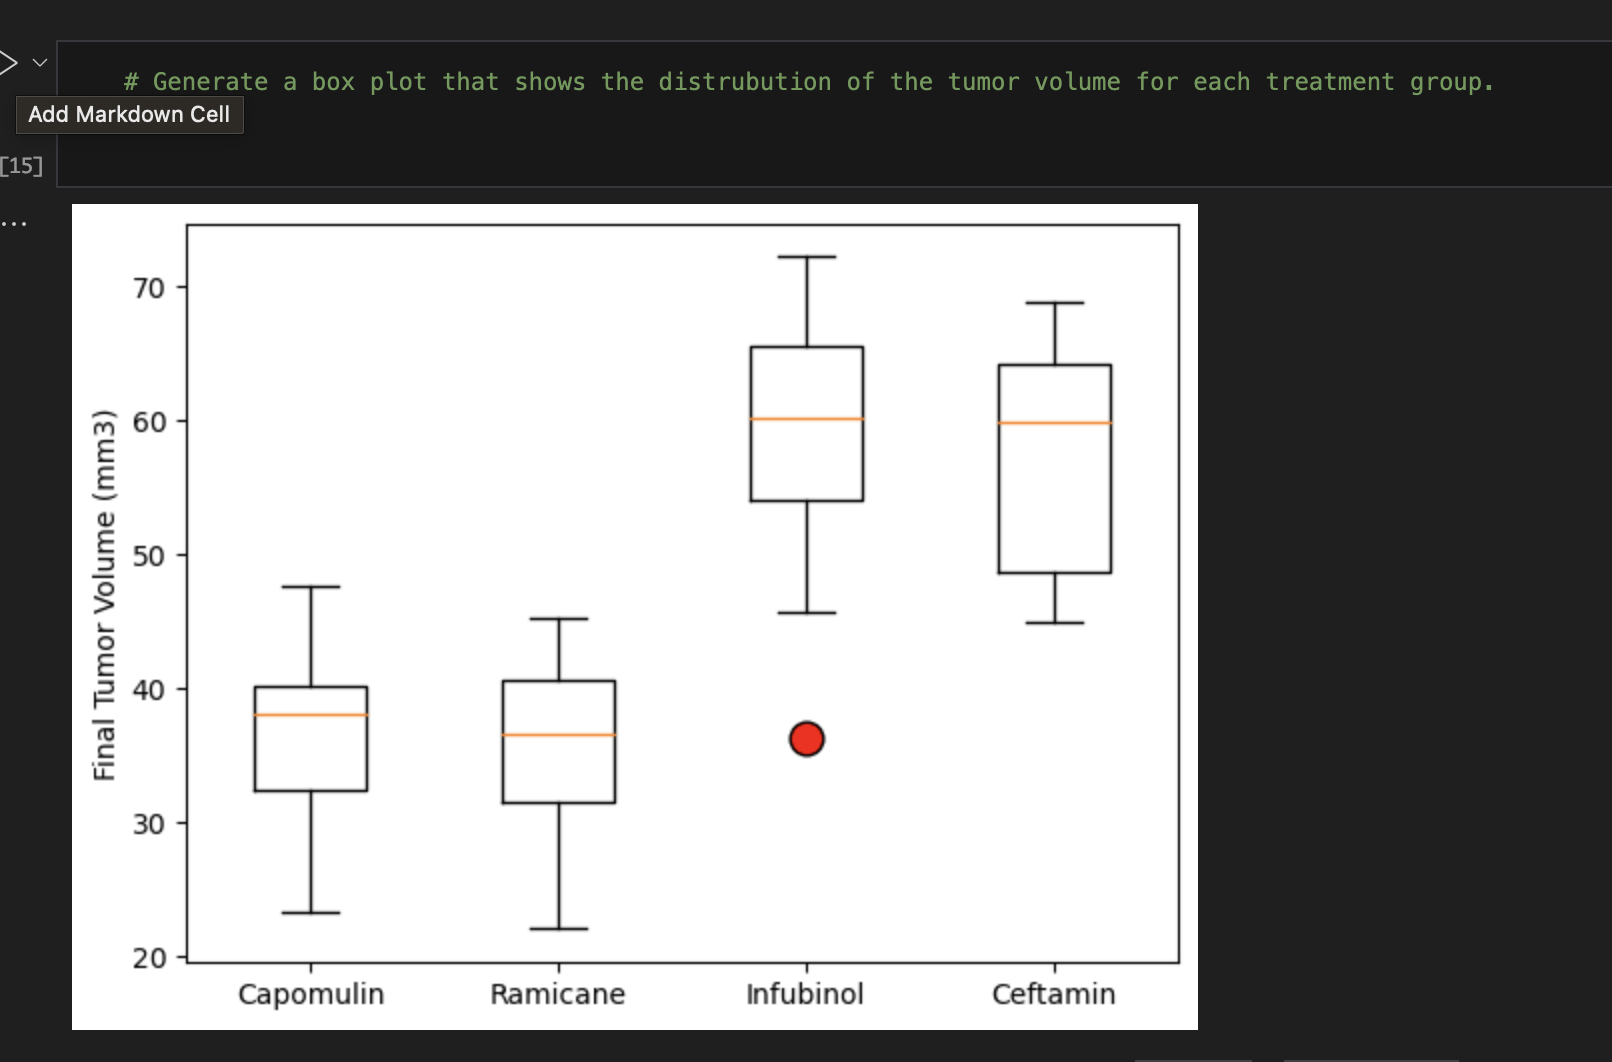 # Generate a box plot that shows the distrubution of the tumor volume for each treatment group.
Add Markdown Cell
[15]
...
70
60
50
40
30
20
Final Tumor Volume (mm3)
Capomulin Ramicane Infubinol Ceftamin